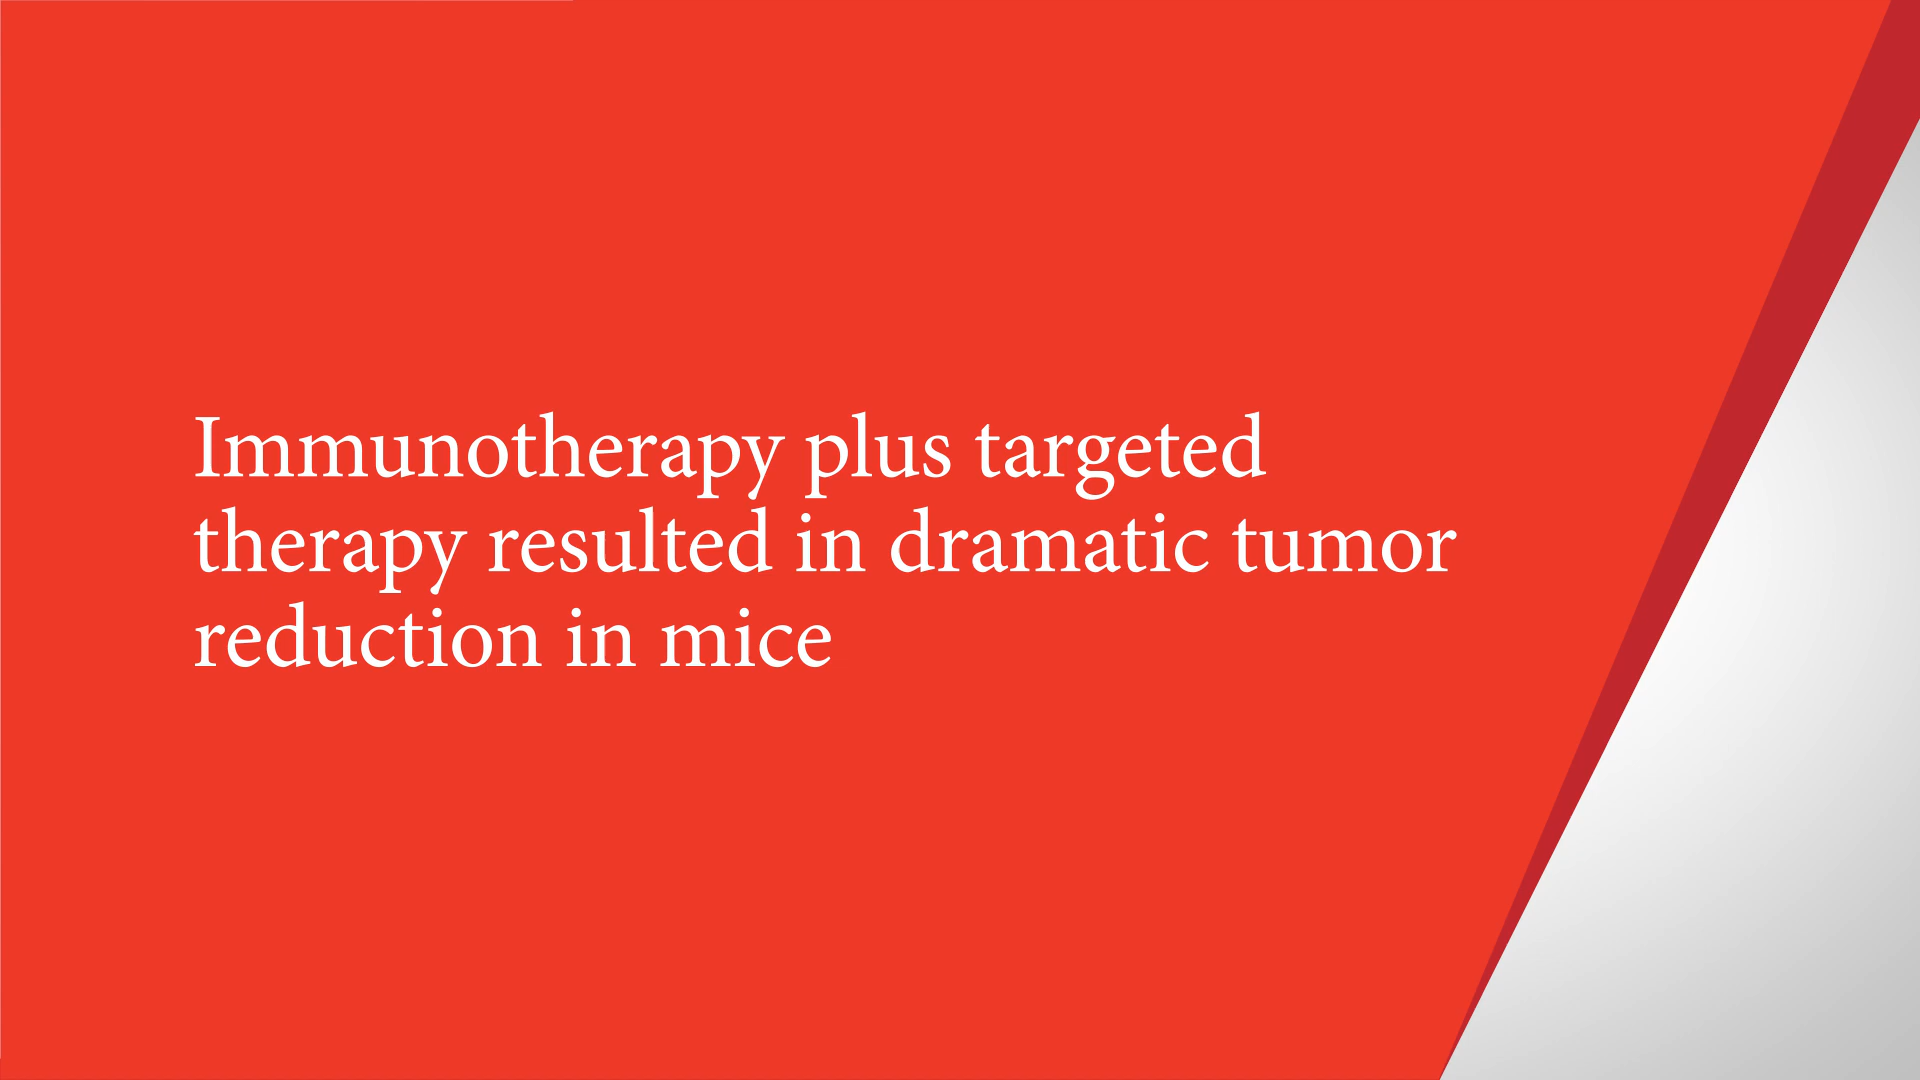 Immunotherapy plus targeted
therapy resulted in dramatic tumor
reduction in mice